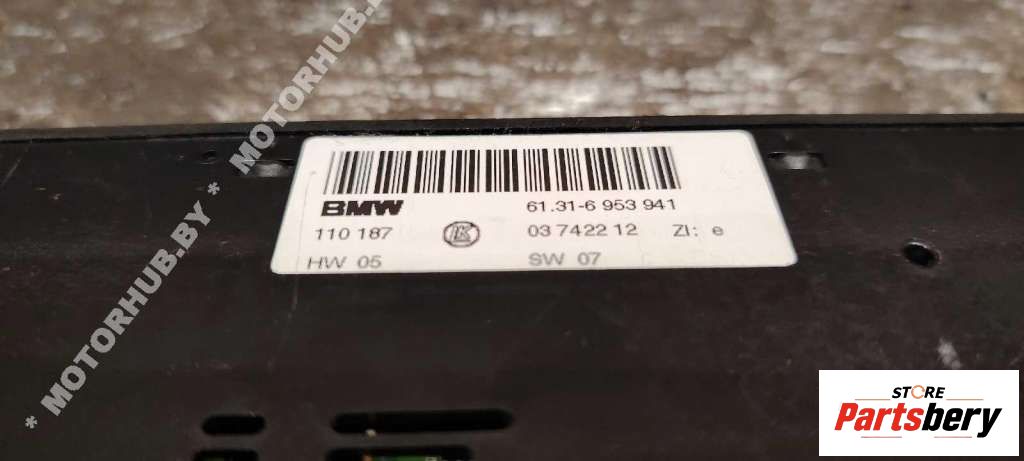 * MOTORHUB.BY * MOTORHUB.BY *
BMW 61.31-6 953 941
110 187 LK 03 7422 12 ZI: e
HW 05 SW 07
STORE
Partsbery